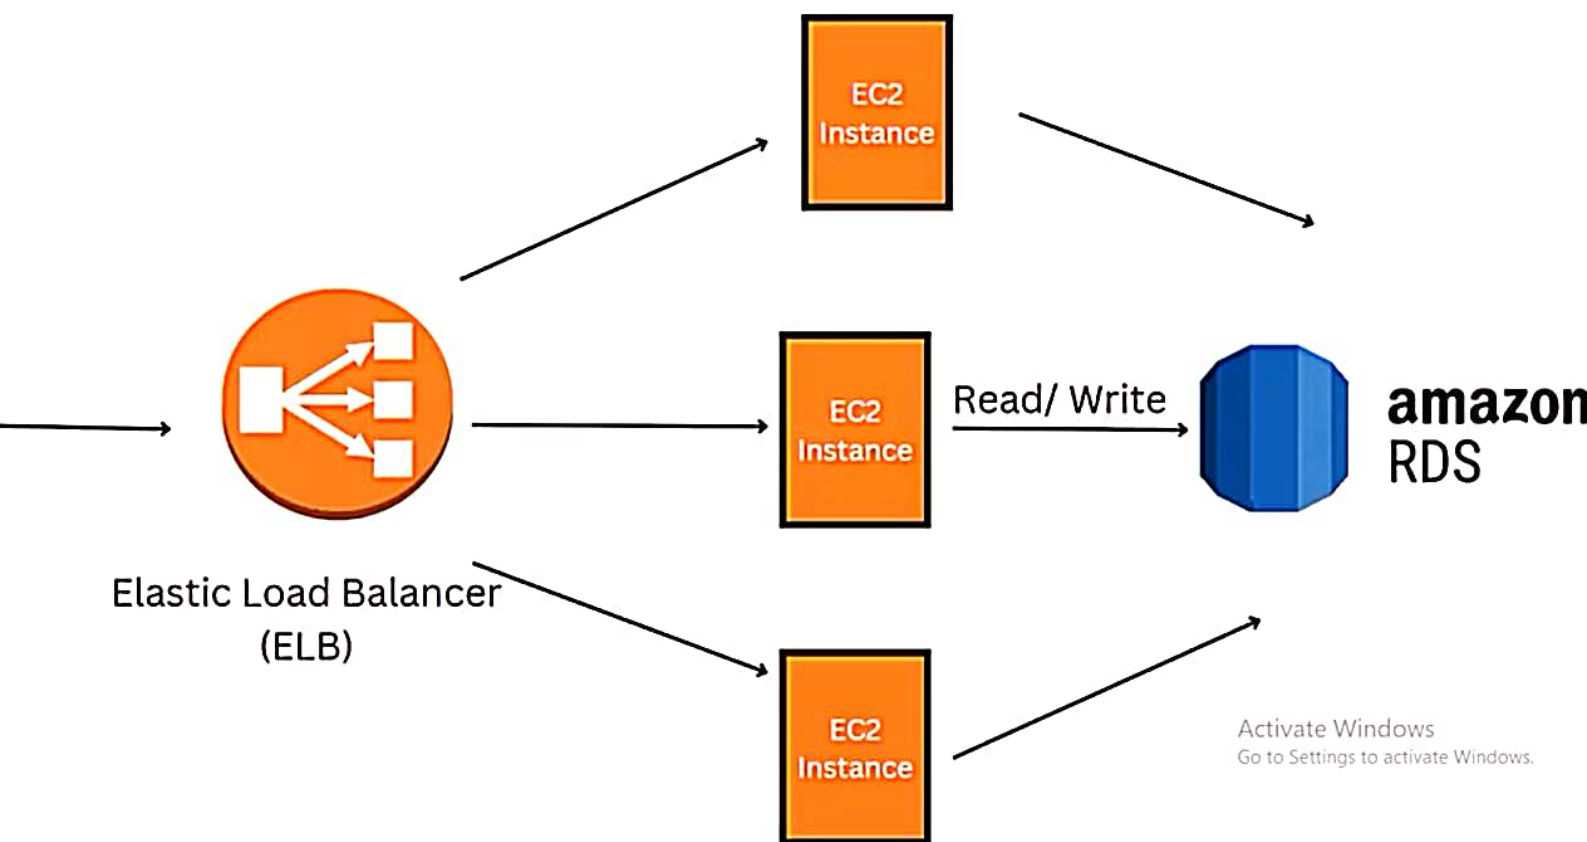 EC2
Instance
EC2
Instance
Read/ Write
amazon
RDS
Elastic Load Balancer
(ELB)
EC2
Instance
Activate Windows
Go to Settings to activate Windows.